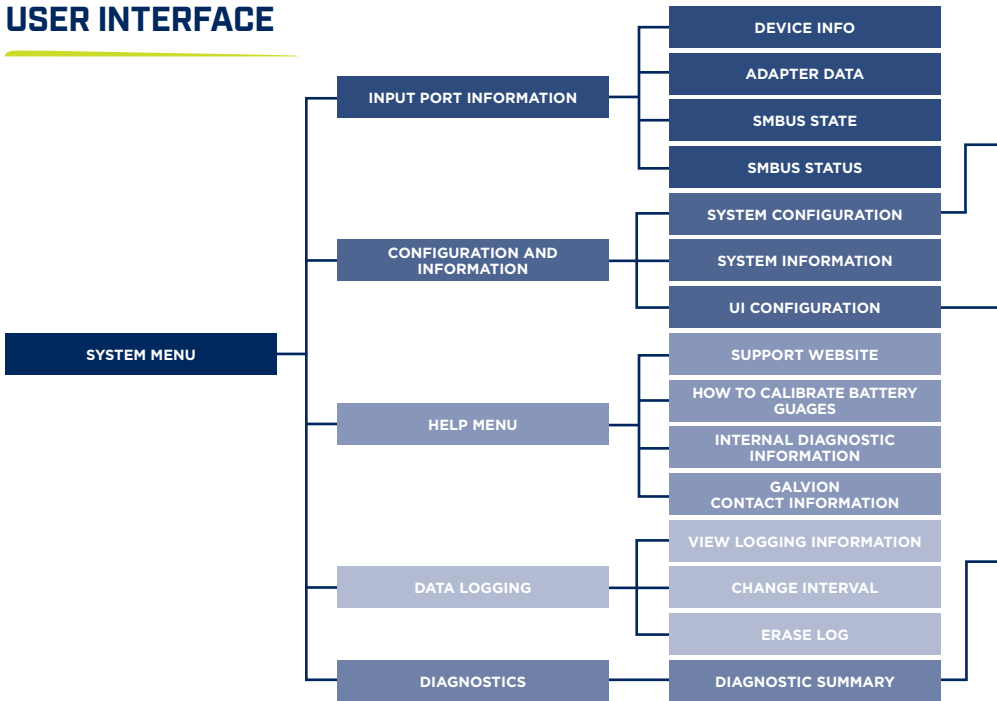 USER INTERFACE
SYSTEM MENU
INPUT PORT INFORMATION
DEVICE INFO
ADAPTER DATA
SMBUS STATE
SMBUS STATUS
CONFIGURATION AND
INFORMATION
SYSTEM CONFIGURATION
SYSTEM INFORMATION
UI CONFIGURATION
HELP MENU
SUPPORT WEBSITE
HOW TO CALIBRATE BATTERY
GUAGES
INTERNAL DIAGNOSTIC
INFORMATION
GALVION
CONTACT INFORMATION
DATA LOGGING
VIEW LOGGING INFORMATION
CHANGE INTERVAL
ERASE LOG
DIAGNOSTICS
DIAGNOSTIC SUMMARY